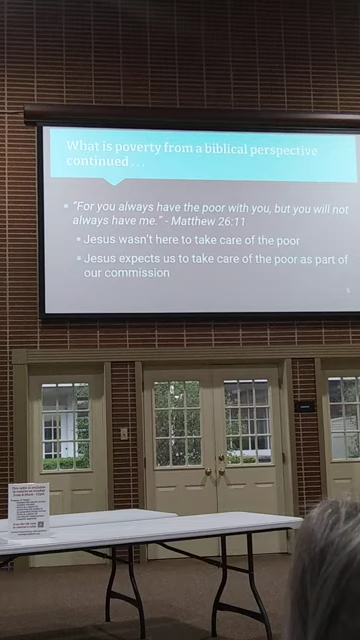 What is poverty from a biblical perspective
continued . . .
"For you always have the poor with you, but you will not
always have me." - Matthew 26:11
Jesus wasn't here to take care of the poor
Jesus expects us to take care of the poor as part of
our commission